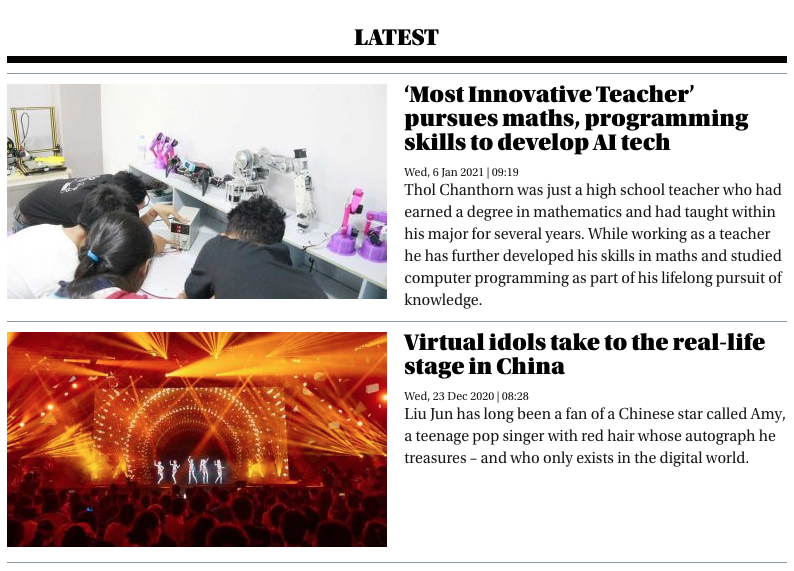 LATEST
‘Most Innovative Teacher’
pursues maths, programming
skills to develop AI tech
Wed, 6 Jan 2021 | 09:19
Thol Chanthorn was just a high school teacher who had
earned a degree in mathematics and had taught within
his major for several years. While working as a teacher
he has further developed his skills in maths and studied
computer programming as part of his lifelong pursuit of
knowledge.
Virtual idols take to the real-life
stage in China
Wed, 23 Dec 2020 | 08:28
Liu Jun has long been a fan of a Chinese star called Amy,
a teenage pop singer with red hair whose autograph he
treasures – and who only exists in the digital world.